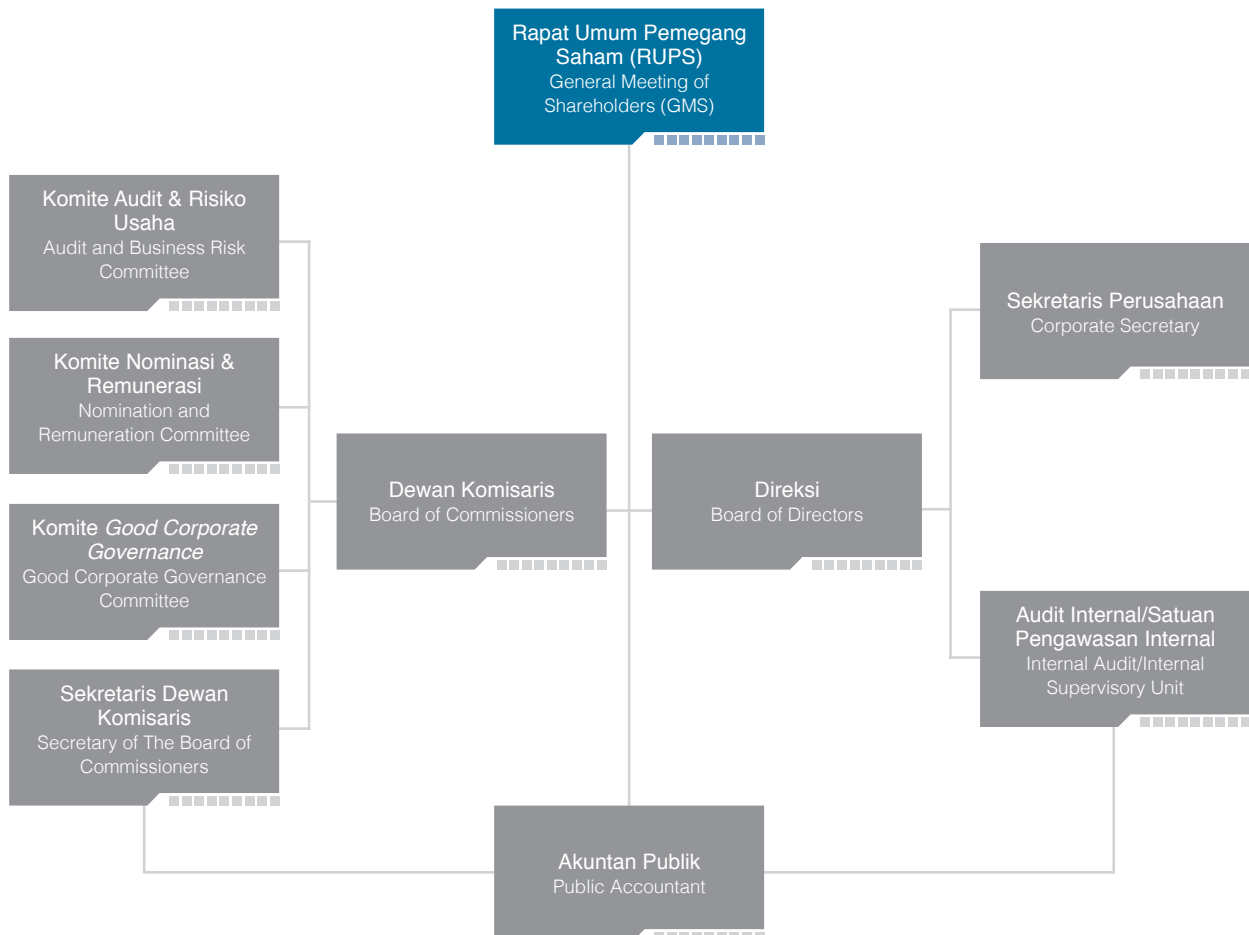 Rapat Umum Pemegang
Saham (RUPS)
General Meeting of
Shareholders (GMS)
Komite Audit & Risiko
Usaha
Audit and Business Risk
Committee
Komite Nominasi &
Remunerasi
Nomination and
Remuneration Committee
Komite Good Corporate
Governance
Good Corporate Governance
Committee
Sekretaris Dewan
Komisaris
Secretary of The Board of
Commissioners
Dewan Komisaris
Board of Commissioners
Direksi
Board of Directors
Sekretaris Perusahaan
Corporate Secretary
Audit Internal/Satuan
Pengawasan Internal
Internal Audit/Internal
Supervisory Unit
Akuntan Publik
Public Accountant